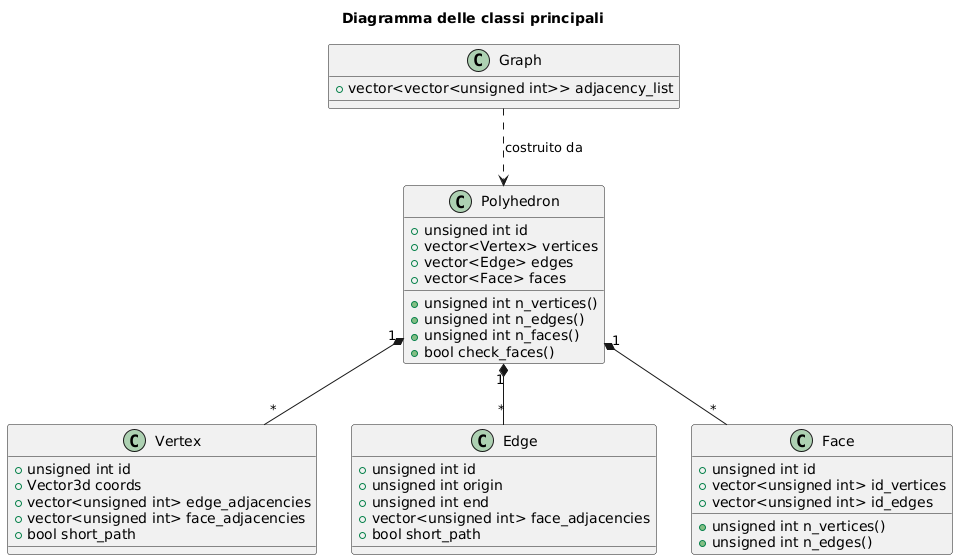 Diagramma delle classi principali
C Graph
vector<vector<unsigned int>> adjacency_list
costruito da
C Polyhedron
unsigned int id
vector<Vertex> vertices
vector<Edge> edges
vector<Face> faces
unsigned int n_vertices()
unsigned int n_edges()
unsigned int n_faces()
bool check_faces()
1
1
1
*
*
*
C Vertex
unsigned int id
Vector3d coords
vector<unsigned int> edge_adjacencies
vector<unsigned int> face_adjacencies
bool short_path
C Edge
unsigned int id
unsigned int origin
unsigned int end
vector<unsigned int> face_adjacencies
bool short_path
C Face
unsigned int id
vector<unsigned int> id_vertices
vector<unsigned int> id_edges
unsigned int n_vertices()
unsigned int n_edges()